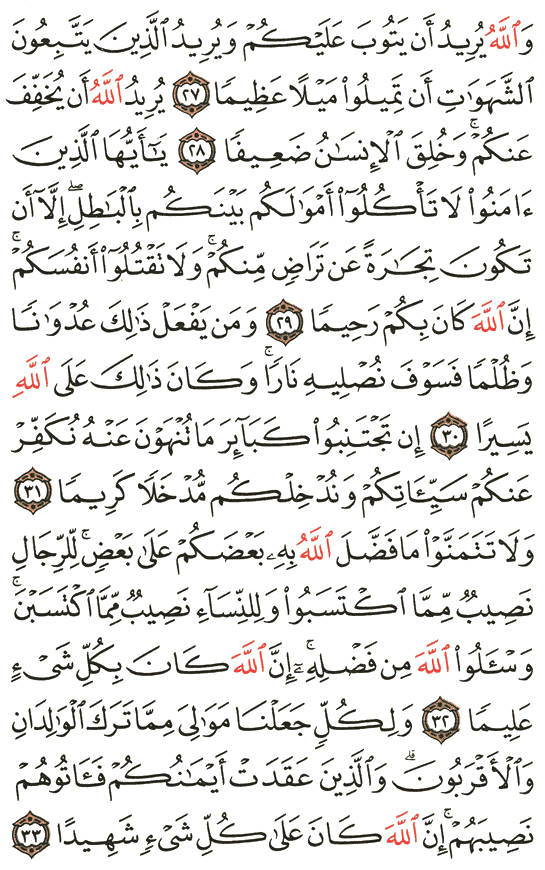 وَٱللَّهُ يُرِيدُ أَن يَتُوبَ عَلَيْكُمْ وَيُرِيدُ ٱلَّذِينَ يَتَّبِعُونَ
ٱلشَّهَوَٰتِ أَن تَمِيلُوا۟ مَيْلًا عَظِيمًا ٢٧ يُرِيدُ ٱللَّهُ أَن يُخَفِّفَ
عَنكُمْ ۚ وَخُلِقَ ٱلْإِنسَٰنُ ضَعِيفًا ٢٨ يَٰٓأَيُّهَا ٱلَّذِينَ
ءَامَنُوا۟ لَا تَأْكُلُوٓا۟ أَمْوَٰلَكُم بَيْنَكُم بِٱلْبَٰطِلِ إِلَّآ أَن
تَكُونَ تِجَٰرَةً عَن تَرَاضٍ مِّنكُمْ ۚ وَلَا تَقْتُلُوٓا۟ أَنفُسَكُمْ ۚ
إِنَّ ٱللَّهَ كَانَ بِكُمْ رَحِيمًا ٢٩ وَمَن يَفْعَلْ ذَٰلِكَ عُدْوَٰنًا
وَظُلْمًا فَسَوْفَ نُصْلِيهِ نَارًا ۚ وَكَانَ ذَٰلِكَ عَلَى ٱللَّهِ
يَسِيرًا ٣٠ إِن تَجْتَنِبُوا۟ كَبَآئِرَ مَا تُنْهَوْنَ عَنْهُ نُكَفِّرْ
عَنكُمْ سَيِّـَٔاتِكُمْ وَنُدْخِلْكُم مُّدْخَلًا كَرِيمًا ٣١
وَلَا تَتَمَنَّوْا۟ مَا فَضَّلَ ٱللَّهُ بِهِۦ بَعْضَكُمْ عَلَىٰ بَعْضٍ ۚ لِّلرِّجَالِ
نَصِيبٌ مِّمَّا ٱكْتَسَبُوا۟ وَلِلنِّسَآءِ نَصِيبٌ مِّمَّا ٱكْتَسَبْنَ ۚ
وَسْـَٔلُوا۟ ٱللَّهَ مِن فَضْلِهِۦٓ ۗ إِنَّ ٱللَّهَ كَانَ بِكُلِّ شَىْءٍ
عَلِيمًا ٣٢ وَلِكُلٍّ جَعَلْنَا مَوَٰلِىَ مِمَّا تَرَكَ ٱلْوَٰلِدَانِ
وَٱلْأَقْرَبُونَ ۚ وَٱلَّذِينَ عَقَدَتْ أَيْمَٰنُكُمْ فَـَٔاتُوهُمْ
نَصِيبَهُمْ ۚ إِنَّ ٱللَّهَ كَانَ عَلَىٰ كُلِّ شَىْءٍ شَهِيدًا ٣٣